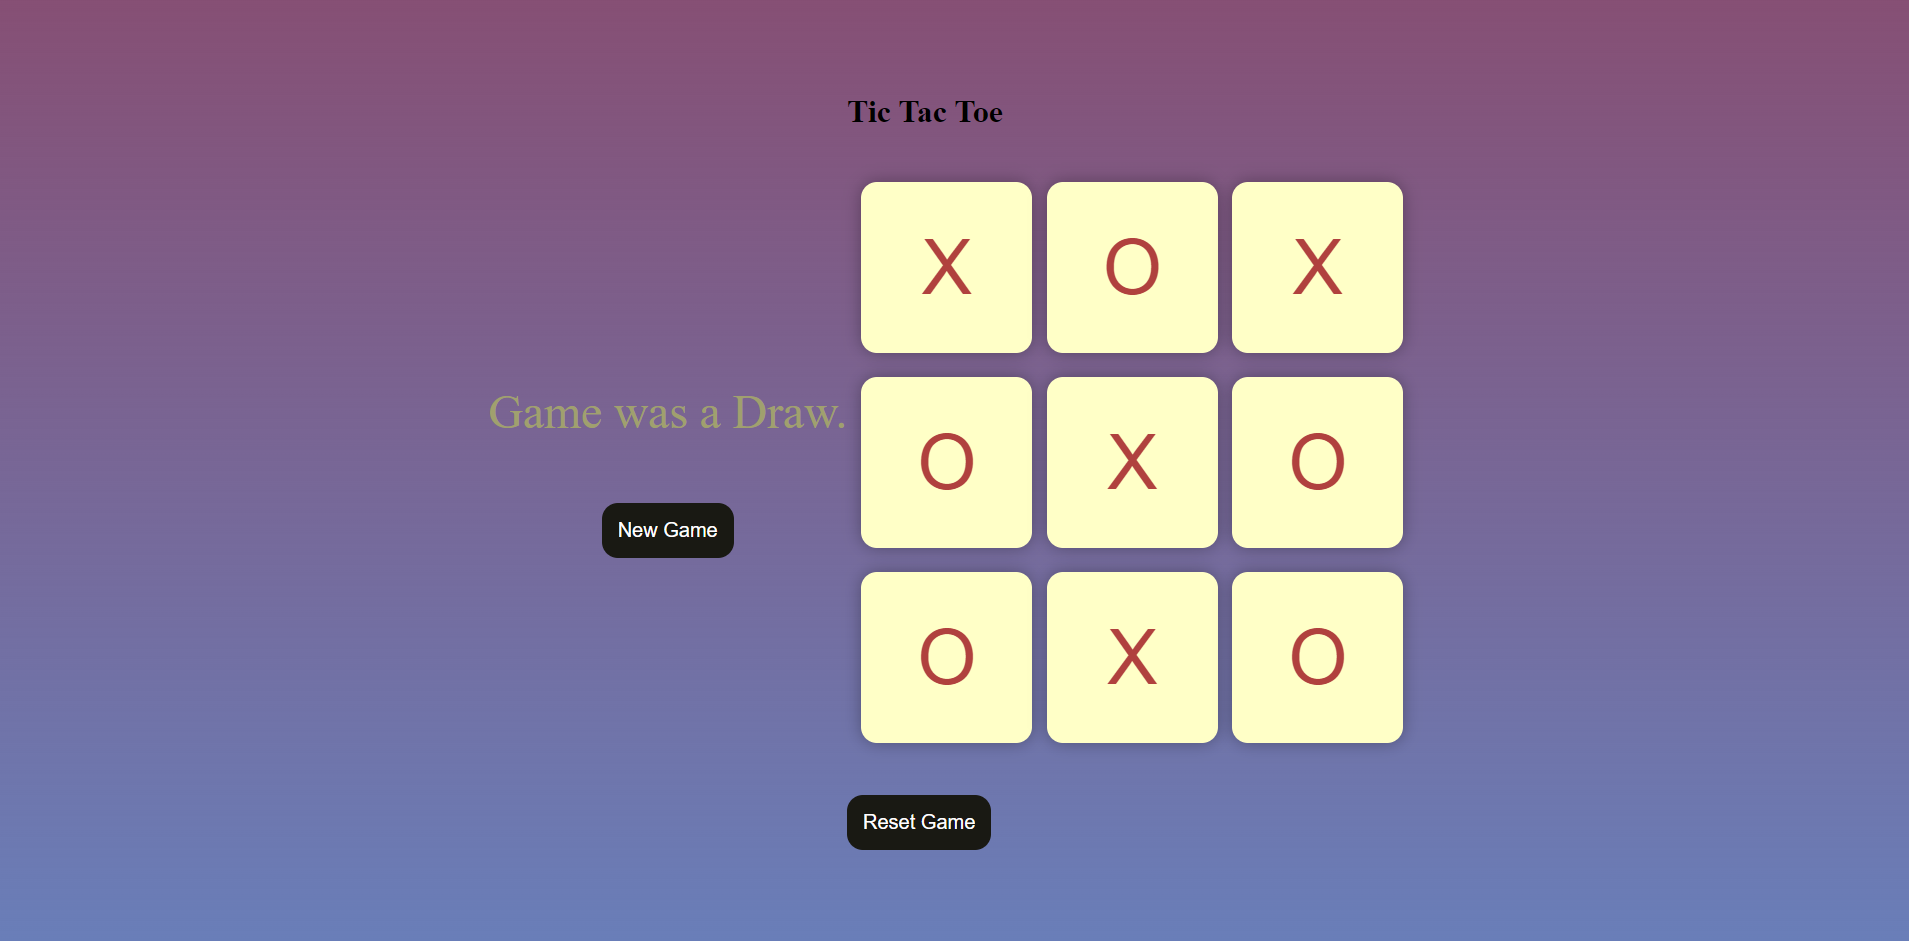 Tic Tac Toe
X O X
Game was a Draw.
O X O
New Game
O X O
Reset Game